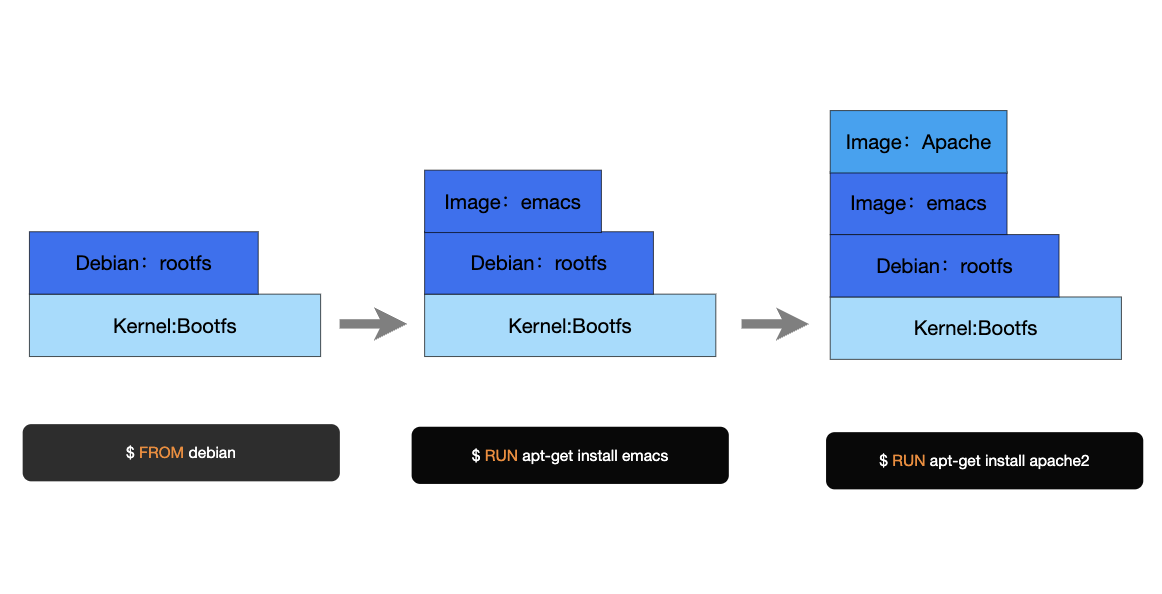 Debian：rootfs
Kernel:Bootfs
$ FROM debian
Image：emacs
Debian：rootfs
Kernel:Bootfs
$ RUN apt-get install emacs
Image：Apache
Image：emacs
Debian：rootfs
Kernel:Bootfs
$ RUN apt-get install apache2